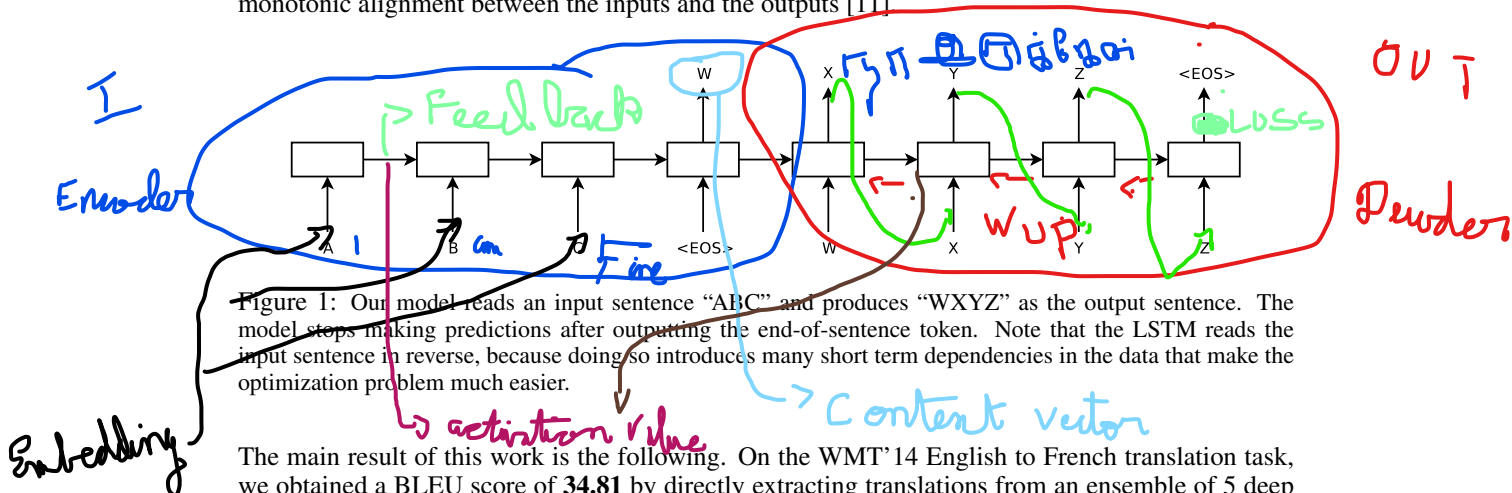 monotonic alignment between the inputs and the outputs [11].
I
OUT
W X Y Z <EOS>
Feed back
Loss
Encoder
Decoder
W up
A B C <EOS> W X Y Z
I am Fine
Figure 1: Our model reads an input sentence “ABC” and produces “WXYZ” as the output sentence. The
model stops making predictions after outputting the end-of-sentence token. Note that the LSTM reads the
input sentence in reverse, because doing so introduces many short term dependencies in the data that make the
optimization problem much easier.
Embedding
activation value
Context vector
The main result of this work is the following. On the WMT’14 English to French translation task,
we obtained a BLEU score of 34.81 by directly extracting translations from an ensemble of 5 deep